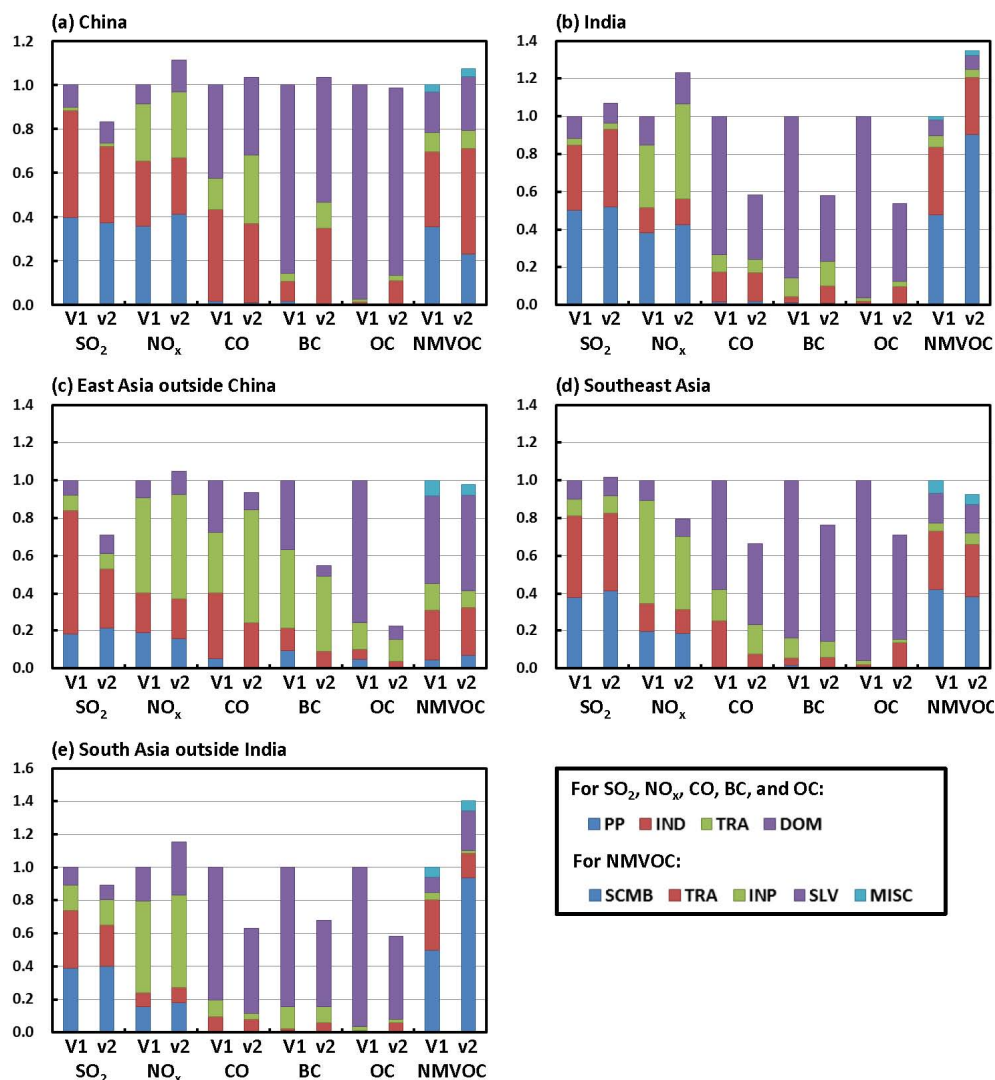 (a) China
1.2
1.0
0.8
0.6
0.4
0.2
0.0
V1 v2 V1 v2 V1 v2 V1 v2 V1 v2 V1 v2
SO2 NOx CO BC OC NMVOC
(b) India
1.4
1.2
1.0
0.8
0.6
0.4
0.2
0.0
V1 v2 V1 v2 V1 v2 V1 v2 V1 v2 V1 v2
SO2 NOx CO BC OC NMVOC
(c) East Asia outside China
1.4
1.2
1.0
0.8
0.6
0.4
0.2
0.0
V1 v2 V1 v2 V1 v2 V1 v2 V1 v2 V1 v2
SO2 NOx CO BC OC NMVOC
(d) Southeast Asia
1.4
1.2
1.0
0.8
0.6
0.4
0.2
0.0
V1 v2 V1 v2 V1 v2 V1 v2 V1 v2 V1 v2
SO2 NOx CO BC OC NMVOC
(e) South Asia outside India
1.6
1.4
1.2
1.0
0.8
0.6
0.4
0.2
0.0
V1 v2 V1 v2 V1 v2 V1 v2 V1 v2 V1 v2
SO2 NOx CO BC OC NMVOC
For SO2, NOx, CO, BC, and OC:
PP IND TRA DOM
For NMVOC:
SCMB TRA INP SLV MISC